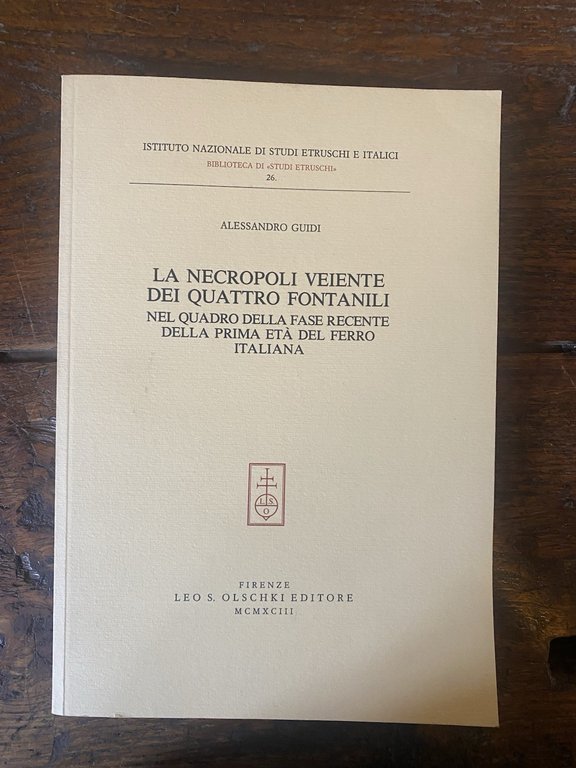 ISTITUTO NAZIONALE DI STUDI ETRUSCHI E ITALICI
BIBLIOTECA DI «STUDI ETRUSCHI»
26.
ALESSANDRO GUIDI
LA NECROPOLI VEIENTE
DEI QUATTRO FONTANILI
NEL QUADRO DELLA FASE RECENTE
DELLA PRIMA ETÀ DEL FERRO
ITALIANA
L S
O
FIRENZE
LEO S. OLSCHKI EDITORE
MCMXCIII